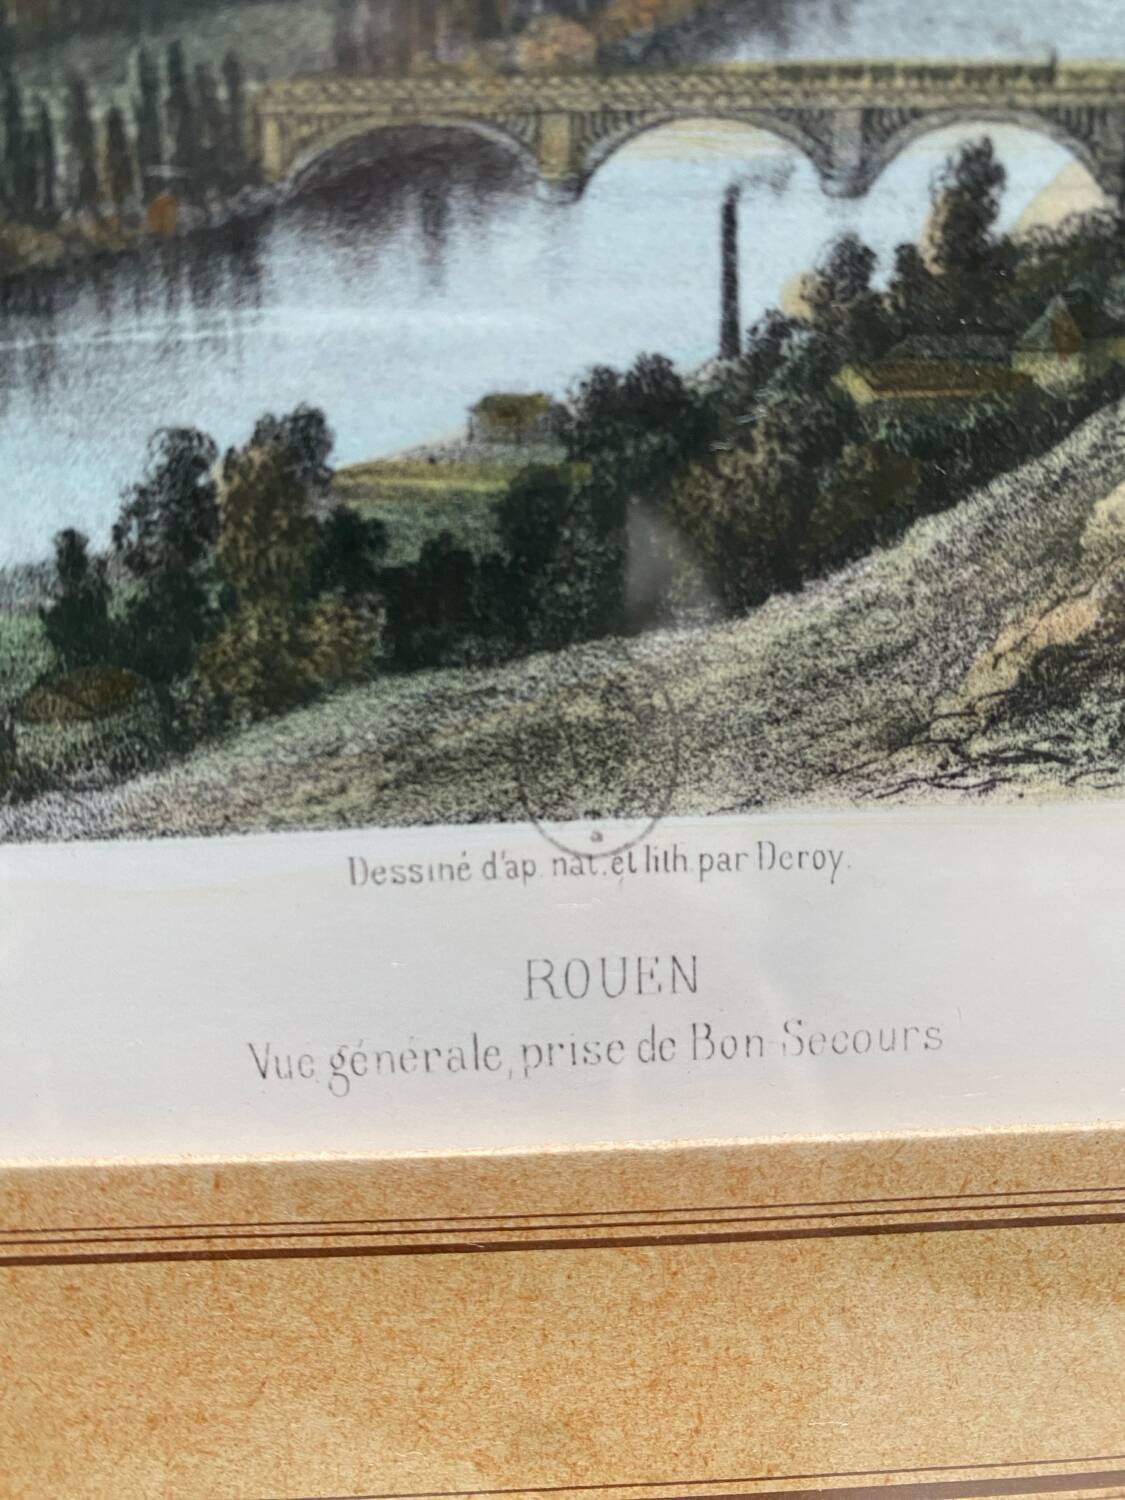 Dessiné d'ap. nat. et lith. par Deroy.
ROUEN
Vue générale, prise de Bon-Secours